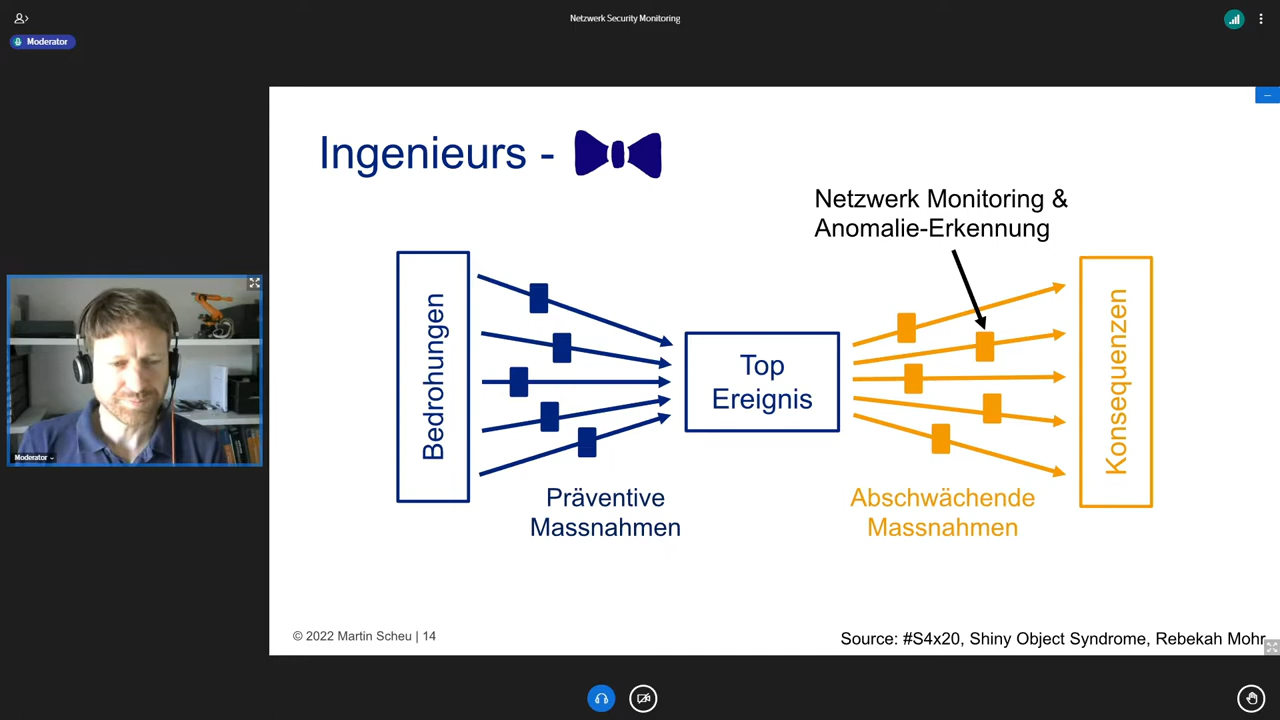 Netzwerk Security Monitoring
Moderator
Ingenieurs -
Netzwerk Monitoring &
Anomalie-Erkennung
Bedrohungen
Top
Ereignis
Konsequenzen
Präventive
Massnahmen
Abschwächende
Massnahmen
Moderator
© 2022 Martin Scheu | 14
Source: #S4x20, Shiny Object Syndrome, Rebekah Mohr